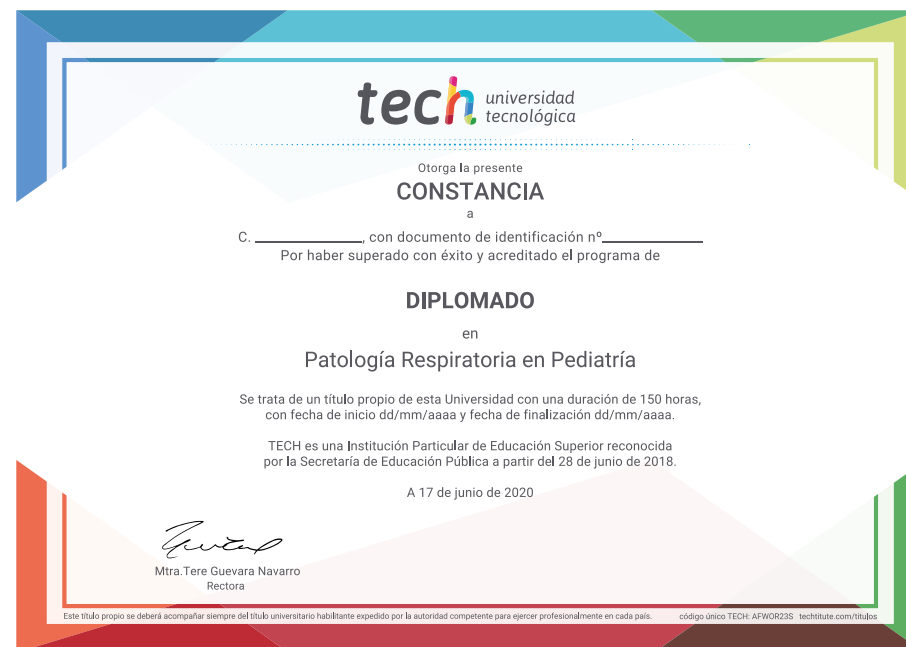 tech universidad
tecnológica
Otorga la presente
CONSTANCIA
a
C. ____________, con documento de identificación nº____________
Por haber superado con éxito y acreditado el programa de
DIPLOMADO
en
Patología Respiratoria en Pediatría
Se trata de un título propio de esta Universidad con una duración de 150 horas,
con fecha de inicio dd/mm/aaaa y fecha de finalización dd/mm/aaaa.
TECH es una Institución Particular de Educación Superior reconocida
por la Secretaría de Educación Pública a partir del 28 de junio de 2018.
A 17 de junio de 2020
Mtra.Tere Guevara Navarro
Rectora
Este título propio se deberá acompañar siempre del título universitario habilitante expedido por la autoridad competente para ejercer profesionalmente en cada país. código único TECH: AFWOR23S techtitute.com/títulos